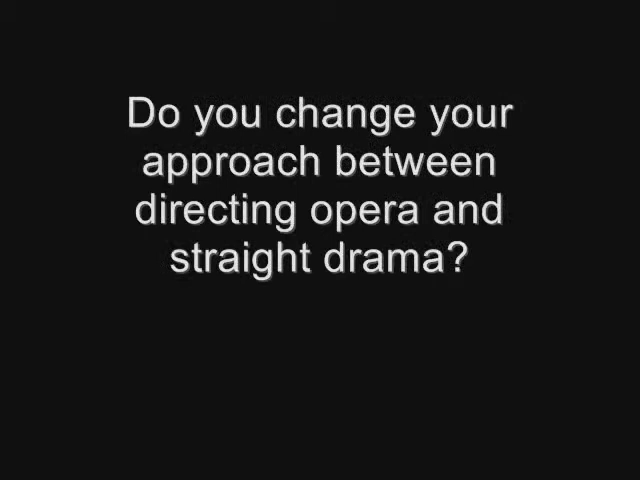 Do you change your
approach between
directing opera and
straight drama?